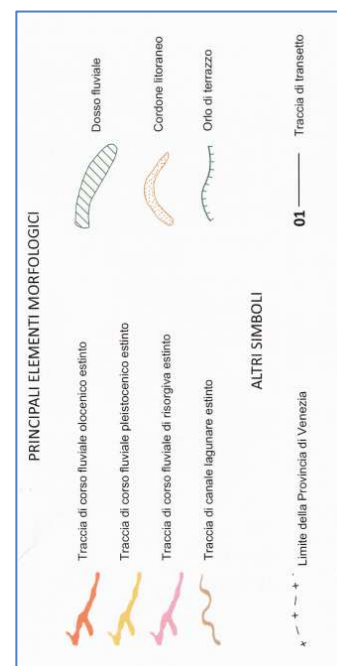 PRINCIPALI ELEMENTI MORFOLOGICI
Traccia di corso fluviale olocenico estinto
Traccia di corso fluviale pleistocenico estinto
Traccia di corso fluviale di risorgiva estinto
Traccia di canale lagunare estinto
Dosso fluviale
Cordone litoraneo
Orlo di terrazzo
ALTRI SIMBOLI
Limite della Provincia di Venezia
01
Traccia di transetto